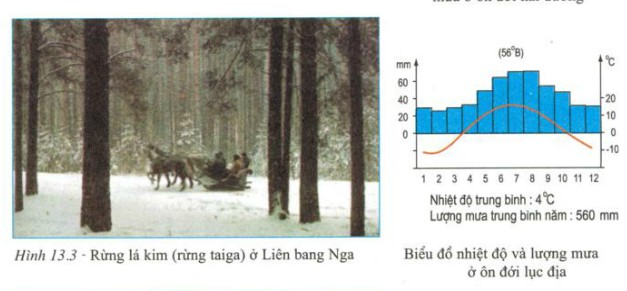 (56°B)
mm
°C
60
40
20
0
20
10
0
-10
1 2 3 4 5 6 7 8 9 10 11 12
Nhiệt độ trung bình : 4°C
Lượng mưa trung bình năm : 560 mm
Hình 13.3 - Rừng lá kim (rừng taiga) ở Liên bang Nga
Biểu đồ nhiệt độ và lượng mưa
ở ôn đới lục địa